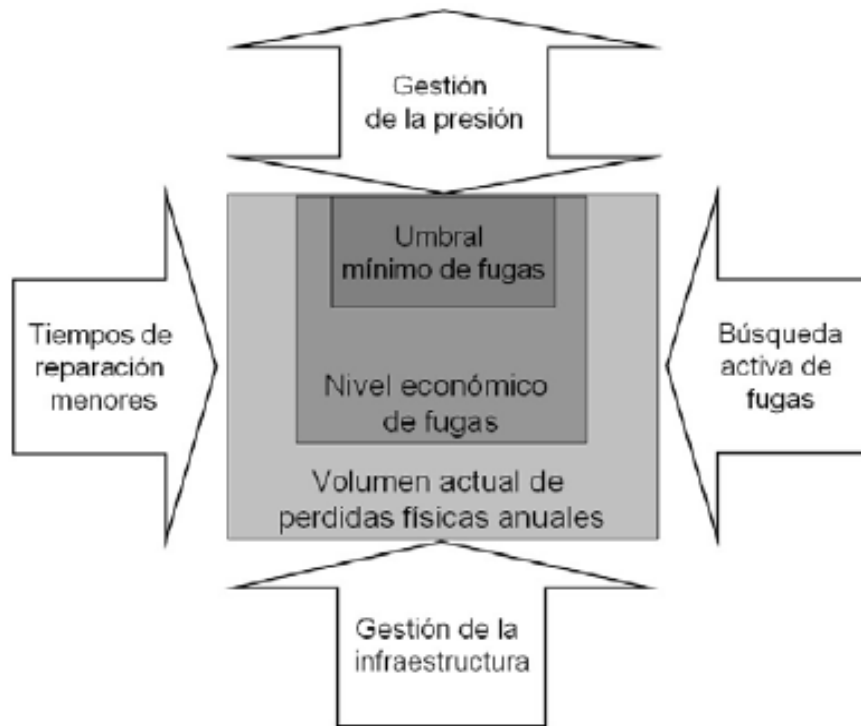 Gestión
de la presión
Umbral
mínimo de fugas
Tiempos de
reparación
menores
Búsqueda
activa de
fugas
Nivel económico
de fugas
Volumen actual de
perdidas físicas anuales
Gestión de la
infraestructura